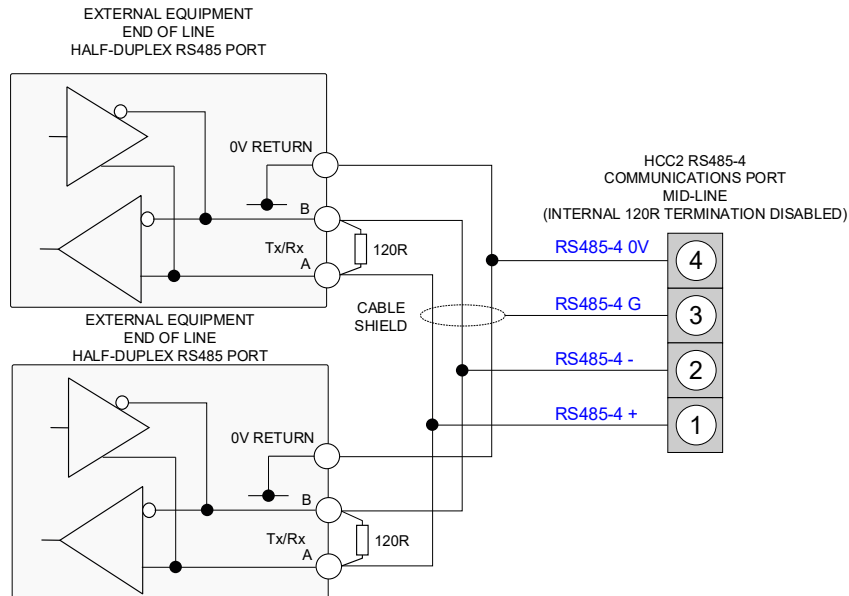 EXTERNAL EQUIPMENT
END OF LINE
HALF-DUPLEX RS485 PORT
0V RETURN
B
Tx/Rx
A
120R
CABLE
SHIELD
HCC2 RS485-4
COMMUNICATIONS PORT
MID-LINE
(INTERNAL 120R TERMINATION DISABLED)
RS485-4 0V
4
RS485-4 G
3
RS485-4 -
2
RS485-4 +
1
EXTERNAL EQUIPMENT
END OF LINE
HALF-DUPLEX RS485 PORT
0V RETURN
B
Tx/Rx
A
120R